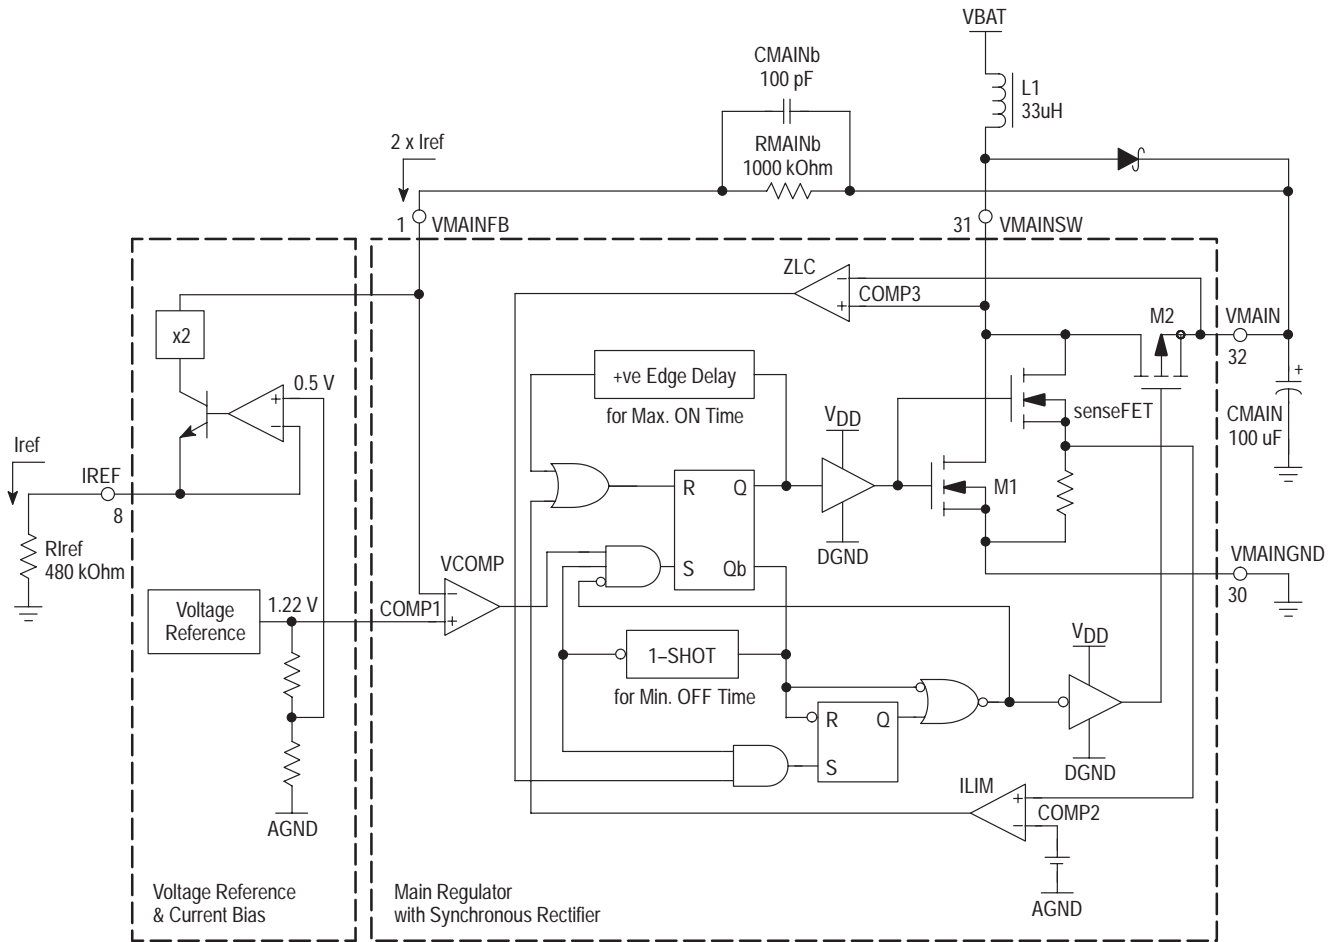 VBAT
CMAINb
100 pF
L1
33uH
2 x Iref
RMAINb
1000 kOhm
1
VMAINFB
31
VMAINSW
ZLC
COMP3
−
+
M2
VMAIN
32
x2
0.5 V
+
−
+ve Edge Delay
for Max. ON Time
VDD
senseFET
+
CMAIN
100 uF
Iref
IREF
8
R
Q
M1
DGND
RIref
480 kOhm
VCOMP
S
Qb
VMAINGND
30
Voltage
Reference
1.22 V
COMP1
−
+
1–SHOT
for Min. OFF Time
VDD
R
Q
S
DGND
ILIM
+
COMP2
−
AGND
AGND
Voltage Reference
& Current Bias
Main Regulator
with Synchronous Rectifier